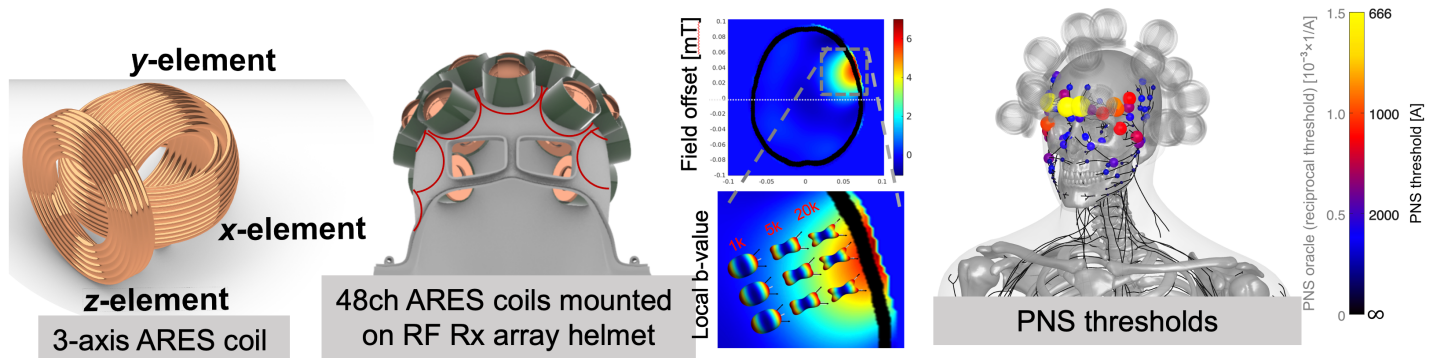 y-element
x-element
z-element
3-axis ARES coil
48ch ARES coils mounted
on RF Rx array helmet
Field offset [mT]
0.1
0.08
0.06
0.04
0.02
0
-0.02
-0.04
-0.06
-0.08
-0.1
-0.1
-0.05
0
0.05
0.1
6
4
2
0
Local b-value
1k
5k
20k
PNS thresholds
PNS oracle (reciprocal threshold) [10⁻³×1/A]
1.5
1.0
0.5
0
666
1000
2000
∞
PNS threshold [A]